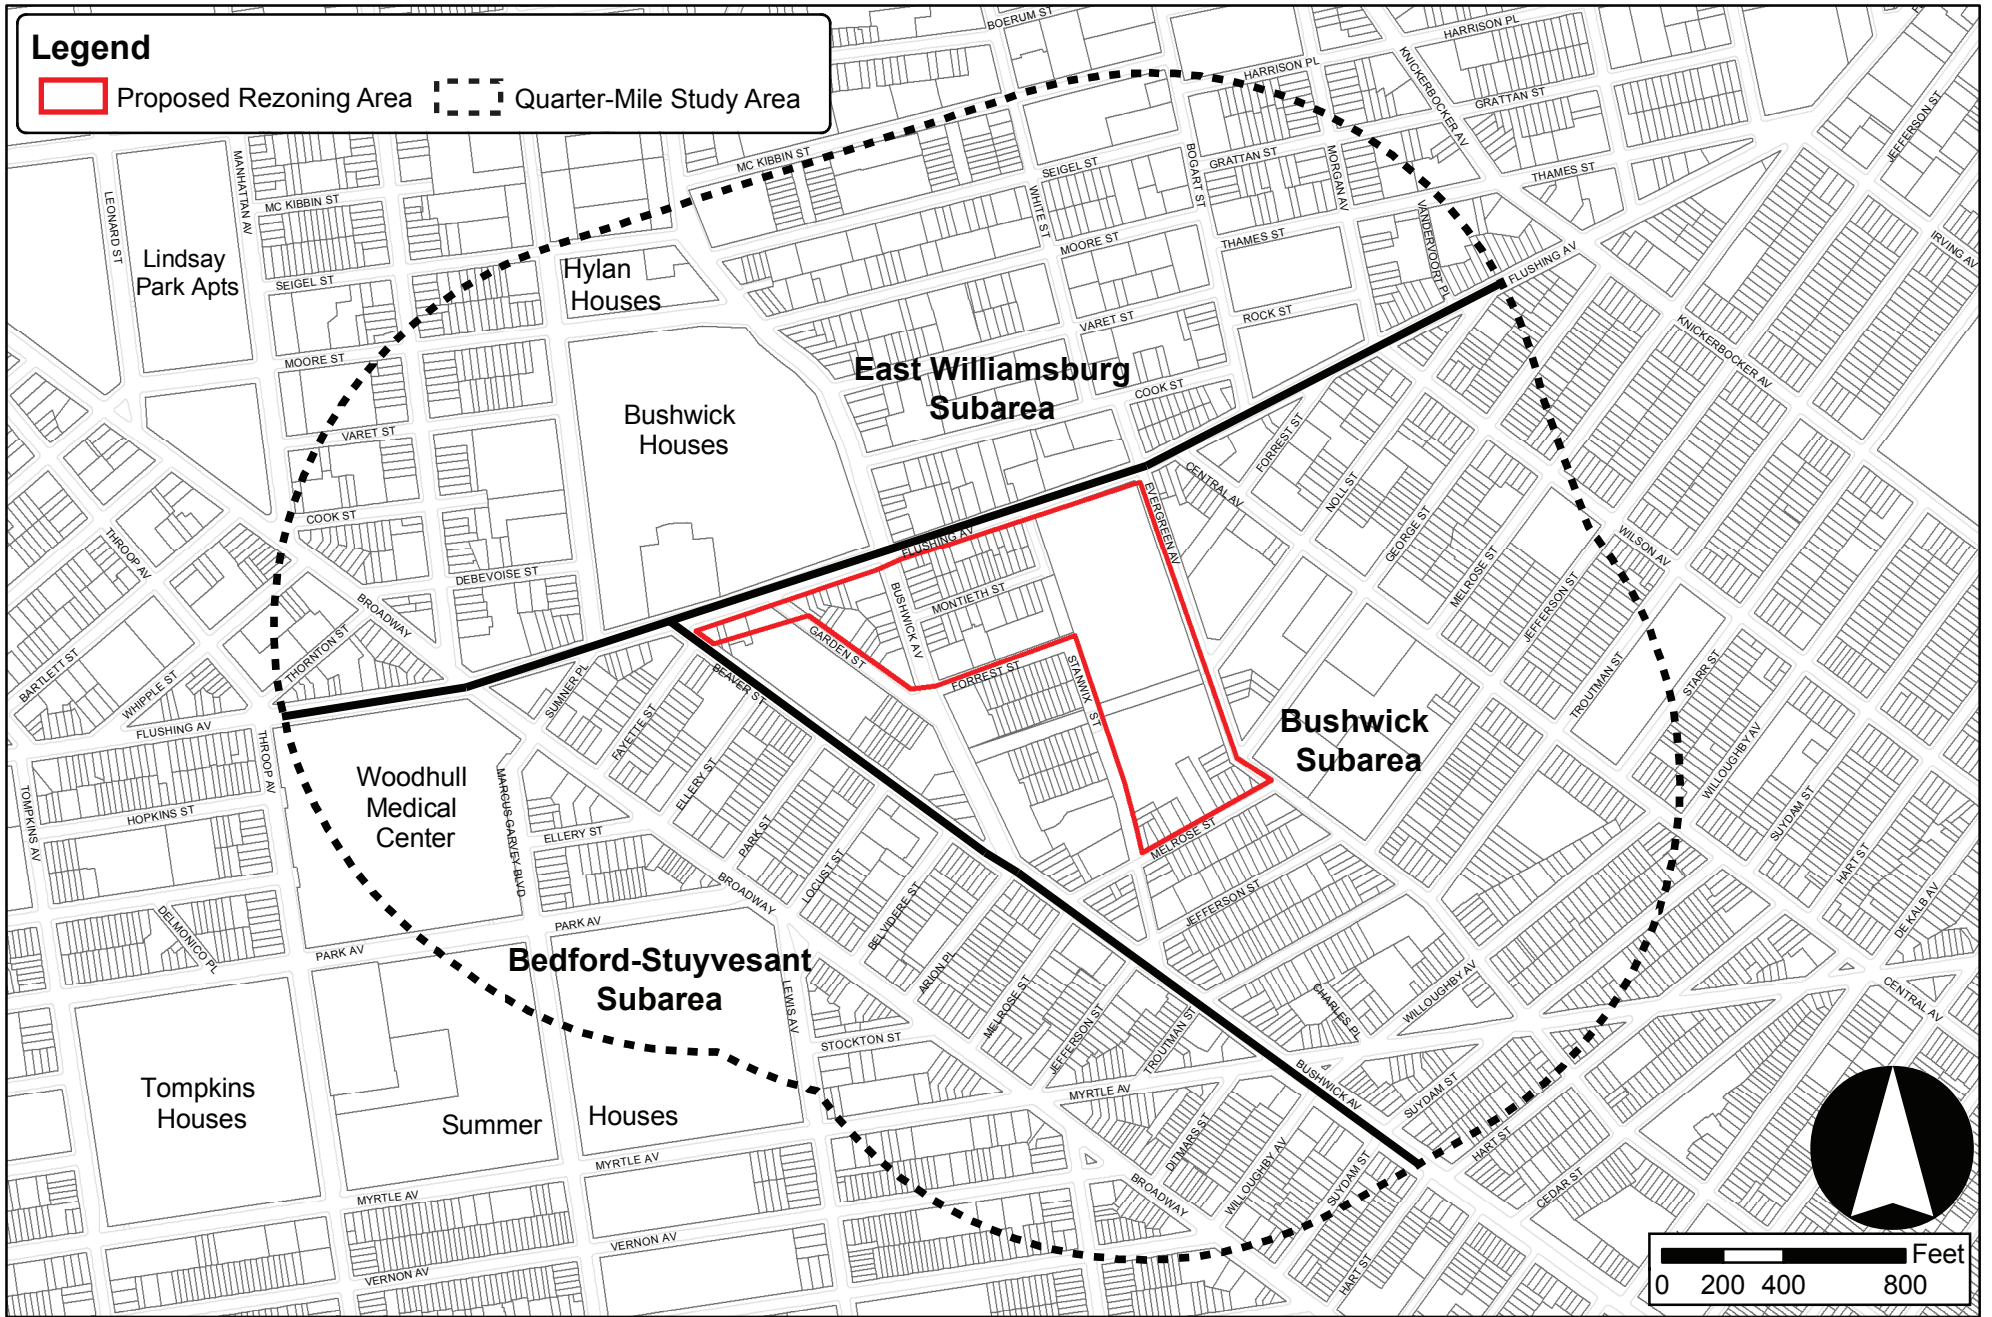 Legend
Proposed Rezoning Area
Quarter-Mile Study Area
BOERUM ST
HARRISON PL
KNICKERBOCKER AV
HARRISON PL
GRATTAN ST
JEFFERSON ST
MC KIBBIN ST
SEIGEL ST
BOGART ST
GRATTAN ST
MORGAN AV
THAMES ST
LEONARD ST
MANHATTAN AV
MC KIBBIN ST
WHITE ST
VANDERVOORT PL
IRVING AV
Lindsay
Park Apts
SEIGEL ST
Hylan
Houses
MOORE ST
THAMES ST
FLUSHING AV
MOORE ST
VARET ST
ROCK ST
KNICKERBOCKER AV
East Williamsburg
Subarea
COOK ST
Bushwick
Houses
VARET ST
FORREST ST
CENTRAL AV
NOLL ST
COOK ST
THROOP AV
EVERGREEN AV
GEORGE ST
WILSON AV
FLUSHING AV
DEBEVOISE ST
BROADWAY
BUSHWICK AV
MONTIETH ST
MELROSE ST
JEFFERSON ST
THORNTON ST
BARTLETT ST
WHIPPLE ST
GARDEN ST
FORREST ST
STANWIX ST
BEAVER ST
SUMNER PL
FAYETTE ST
TROUTMAN ST
STARR ST
FLUSHING AV
THROOP AV
Bushwick
Subarea
WILLOUGHBY AV
Woodhull
Medical
Center
MARCUS GARVEY BLVD
ELLERY ST
TOMPKINS AV
HOPKINS ST
ELLERY ST
PARK ST
MELROSE ST
SUYDAM ST
HART ST
LOCUST ST
BROADWAY
BELVIDERE ST
JEFFERSON ST
DE KALB AV
DELMONICO PL
PARK AV
PARK AV
ARION PL
Bedford-Stuyvesant
Subarea
LEWIS AV
MELROSE ST
JEFFERSON ST
TROUTMAN ST
CHARLES PL
WILLOUGHBY AV
CENTRAL AV
STOCKTON ST
Tompkins
Houses
Summer
Houses
MYRTLE AV
BUSHWICK AV
SUYDAM ST
HART ST
DITMARS ST
WILLOUGHBY AV
SUYDAM ST
CEDAR ST
MYRTLE AV
MYRTLE AV
BROADWAY
VERNON AV
VERNON AV
HART ST
Feet
0 200 400 800